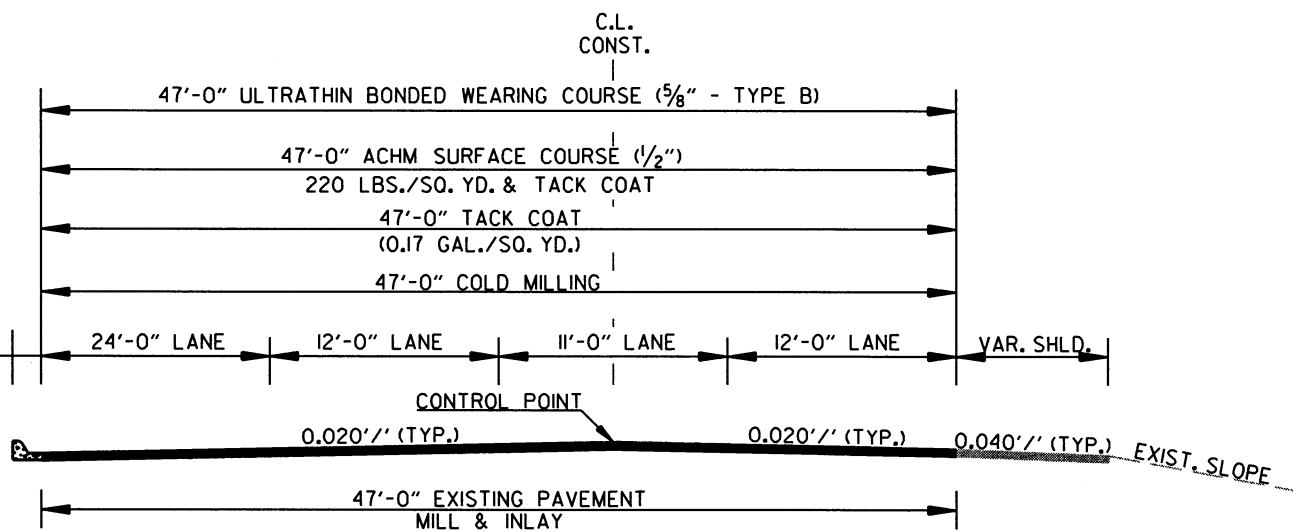 C.L.
CONST.
47'-0" ULTRATHIN BONDED WEARING COURSE (5/8" - TYPE B)
47'-0" ACHM SURFACE COURSE (1/2")
220 LBS./SQ. YD. & TACK COAT
47'-0" TACK COAT
(0.17 GAL./SQ. YD.)
47'-0" COLD MILLING
24'-0" LANE 12'-0" LANE 11'-0" LANE 12'-0" LANE VAR. SHLD.
CONTROL POINT
0.020'/' (TYP.) 0.020'/' (TYP.) 0.040'/' (TYP.) EXIST. SLOPE
47'-0" EXISTING PAVEMENT
MILL & INLAY